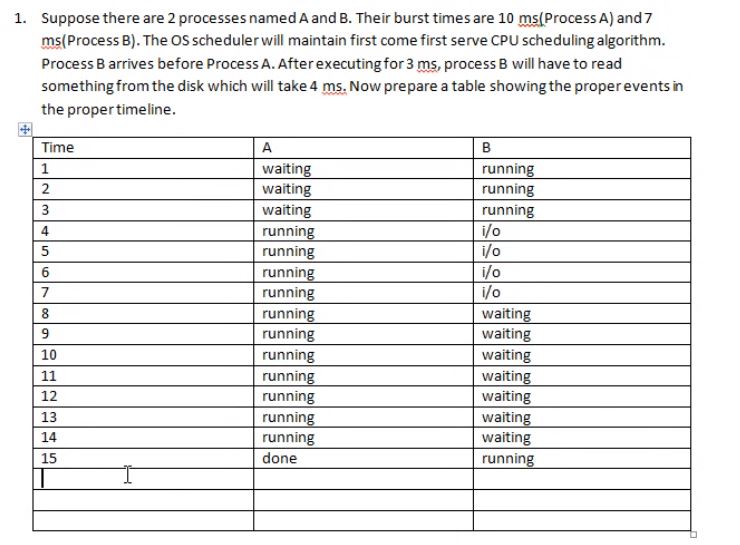 1. Suppose there are 2 processes named A and B. Their burst times are 10 ms(Process A) and 7
ms(Process B). The OS scheduler will maintain first come first serve CPU scheduling algorithm.
Process B arrives before Process A. After executing for 3 ms, process B will have to read
something from the disk which will take 4 ms. Now prepare a table showing the proper events in
the proper timeline.
Time A B
1 waiting running
2 waiting running
3 waiting running
4 running i/o
5 running i/o
6 running i/o
7 running i/o
8 running waiting
9 running waiting
10 running waiting
11 running waiting
12 running waiting
13 running waiting
14 running waiting
15 done running